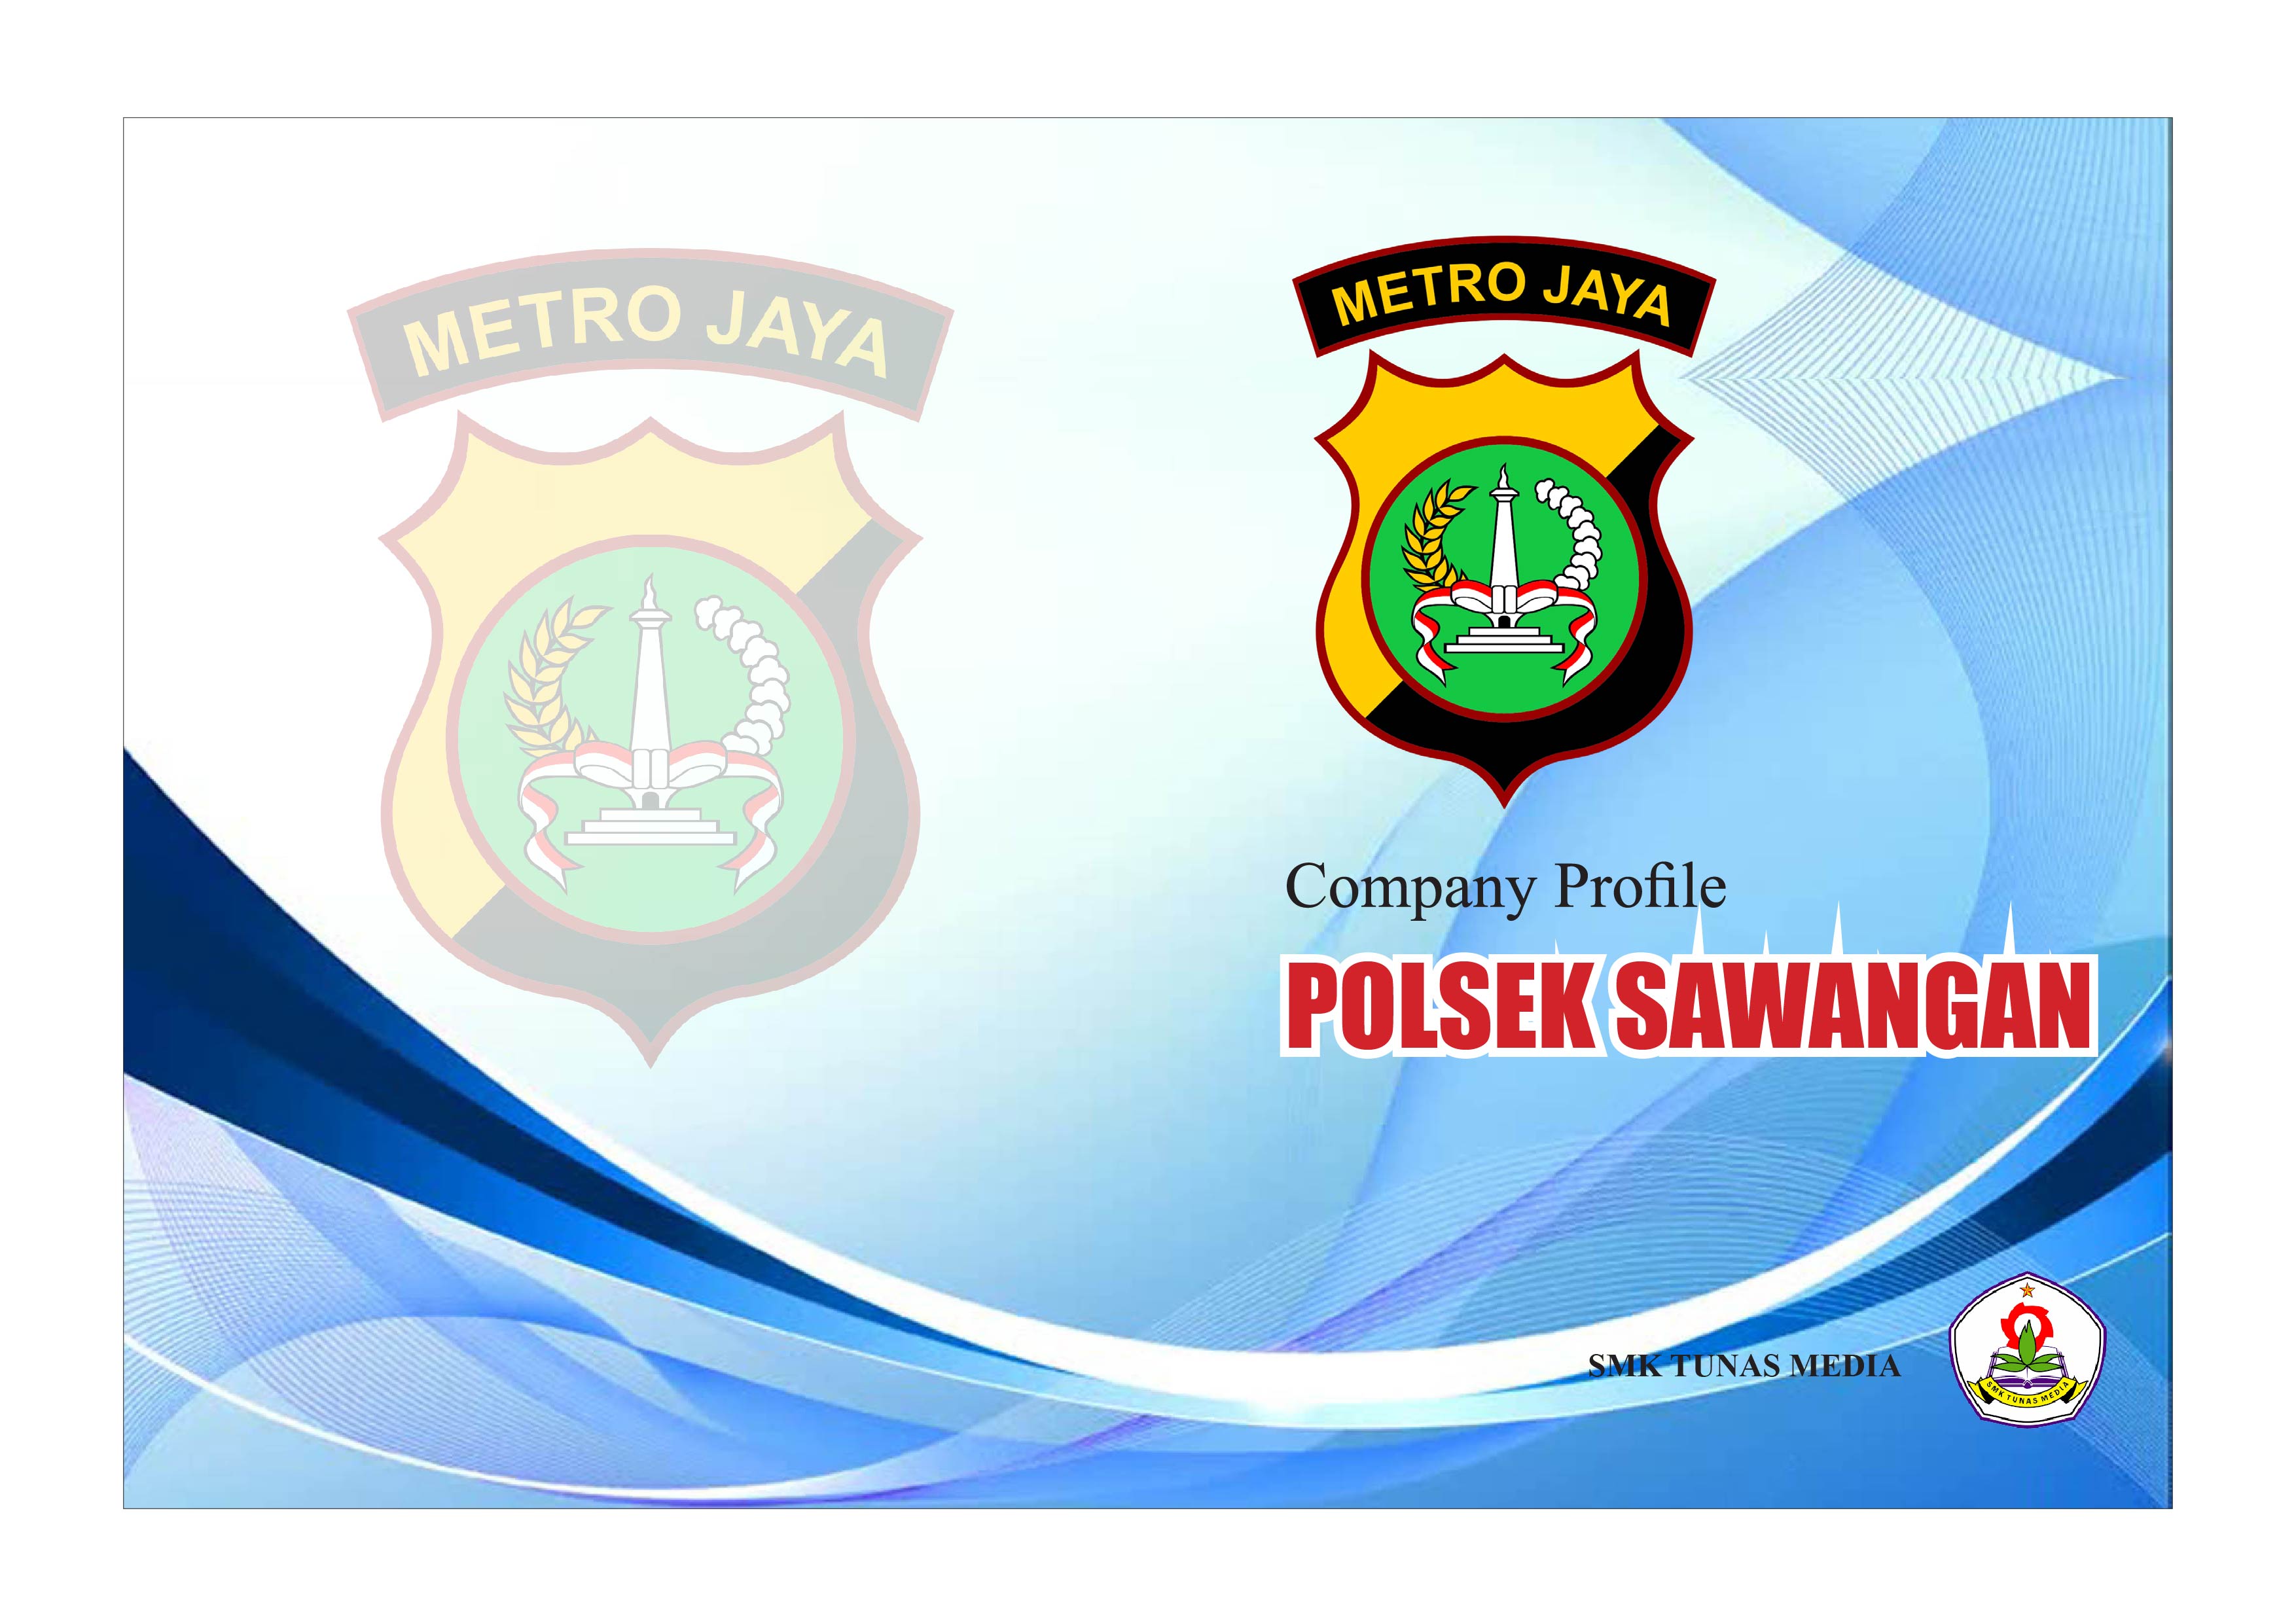 METRO JAYA
METRO JAYA
Company Profile
POLSEK SAWANGAN
SMK TUNAS MEDIA
SMK TUNAS MEDIA